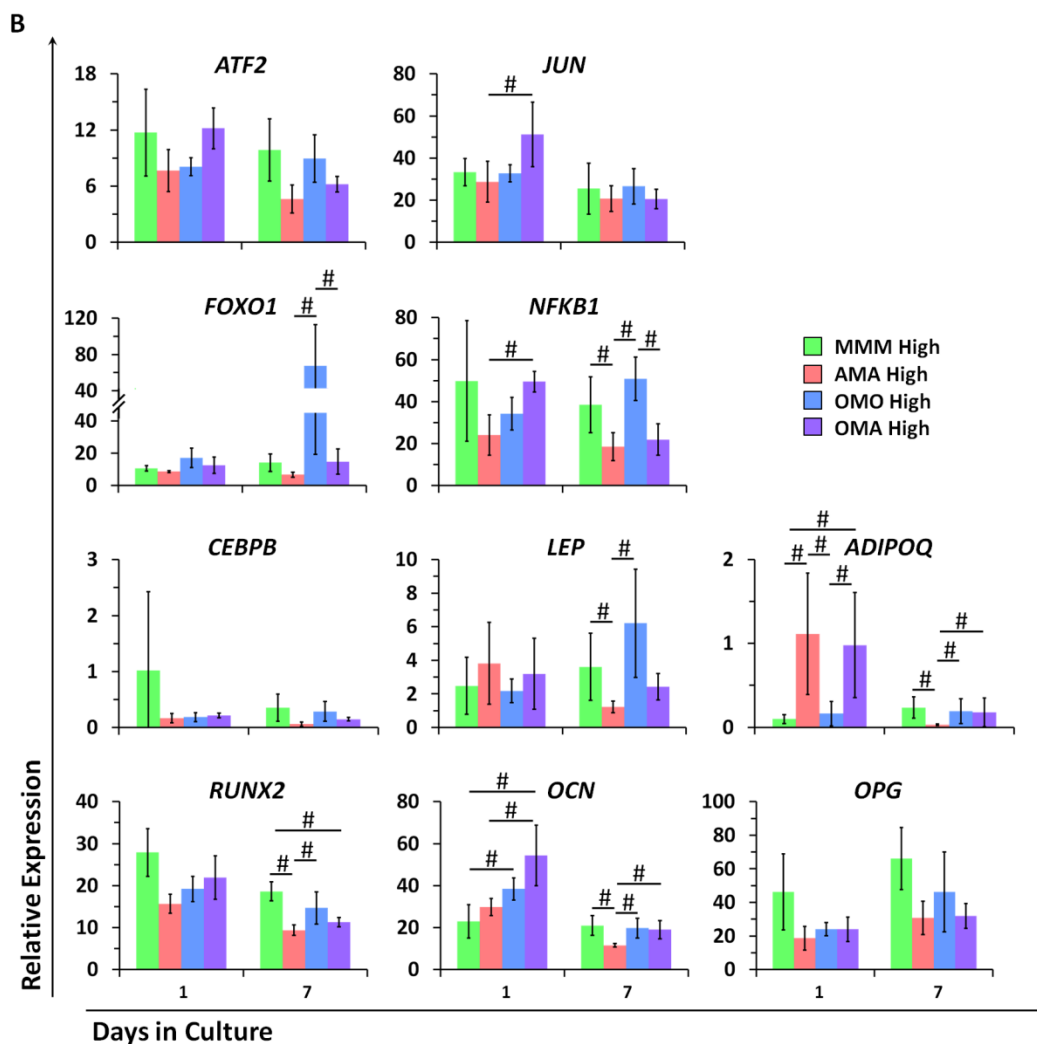 B
ATF2
JUN
18
12
6
0
80
60
40
20
0
#
FOXO1
NFKB1
120
80
40
40
20
0
# #
80
60
40
20
0
# # # #
MMM High
AMA High
OMO High
OMA High
CEBPB
LEP
ADIPOQ
3
2
1
0
10
8
6
4
2
0
# #
2
1
0
# # # # # # #
RUNX2
OCN
OPG
40
30
20
10
0
# # #
80
60
40
20
0
# # # # # #
100
80
60
40
20
0
1 7
1 7
1 7
Relative Expression
Days in Culture